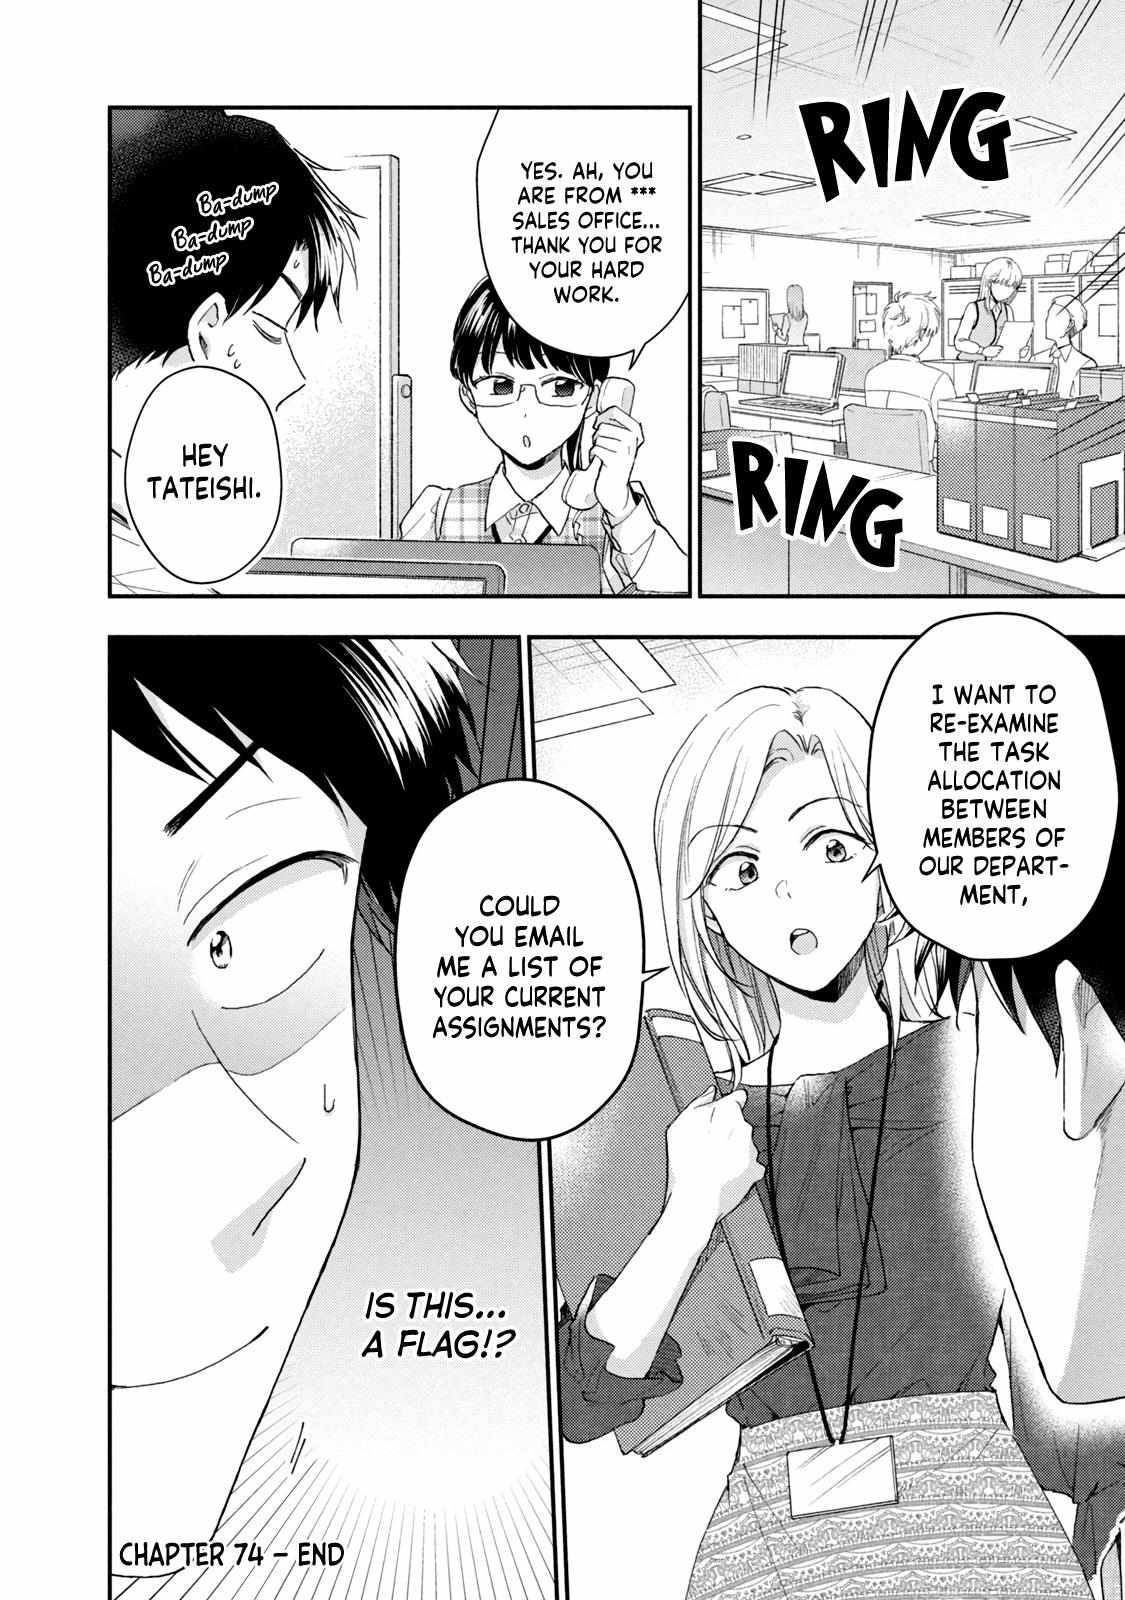 RING
RING
YES. AH, YOU
ARE FROM ***
SALES OFFICE...
THANK YOU FOR
YOUR HARD
WORK.
Ba-dump
Ba-dump
Ba-dump
HEY
TATEISHI.
I WANT TO
RE-EXAMINE
THE TASK
ALLOCATION
BETWEEN
MEMBERS OF
OUR DEPART-
MENT,
COULD
YOU EMAIL
ME A LIST OF
YOUR CURRENT
ASSIGNMENTS?
IS THIS...
A FLAG!?
CHAPTER 74 – END